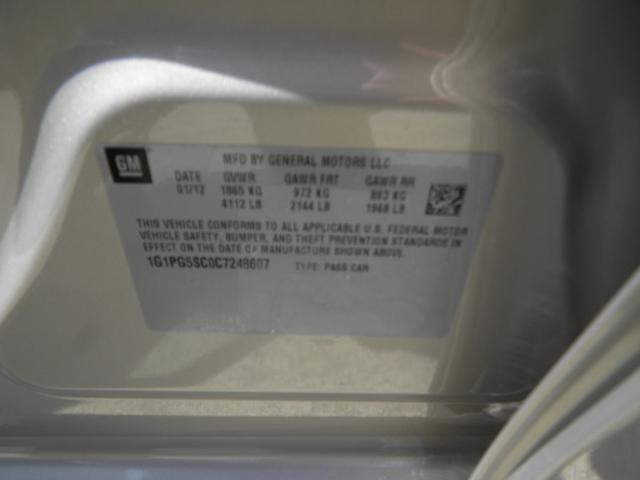 GM
MFD BY GENERAL MOTORS LLC
DATE GVWR GAWR FRT GAWR RR
01/12 1865 KG 972 KG 893 KG
4112 LB 2144 LB 1968 LB
THIS VEHICLE CONFORMS TO ALL APPLICABLE U.S. FEDERAL MOTOR
VEHICLE SAFETY, BUMPER, AND THEFT PREVENTION STANDARDS IN
EFFECT ON THE DATE OF MANUFACTURE SHOWN ABOVE.
1G1PG5SC0C7248607 TYPE: PASS CAR